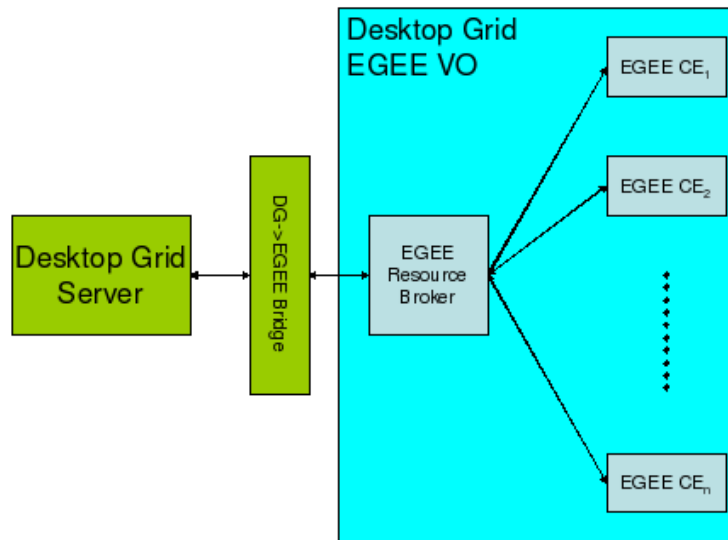 Desktop Grid
EGEE VO
EGEE CE1
EGEE CE2
DG->EGEE Bridge
Desktop Grid
Server
EGEE
Resource
Broker
EGEE CEn